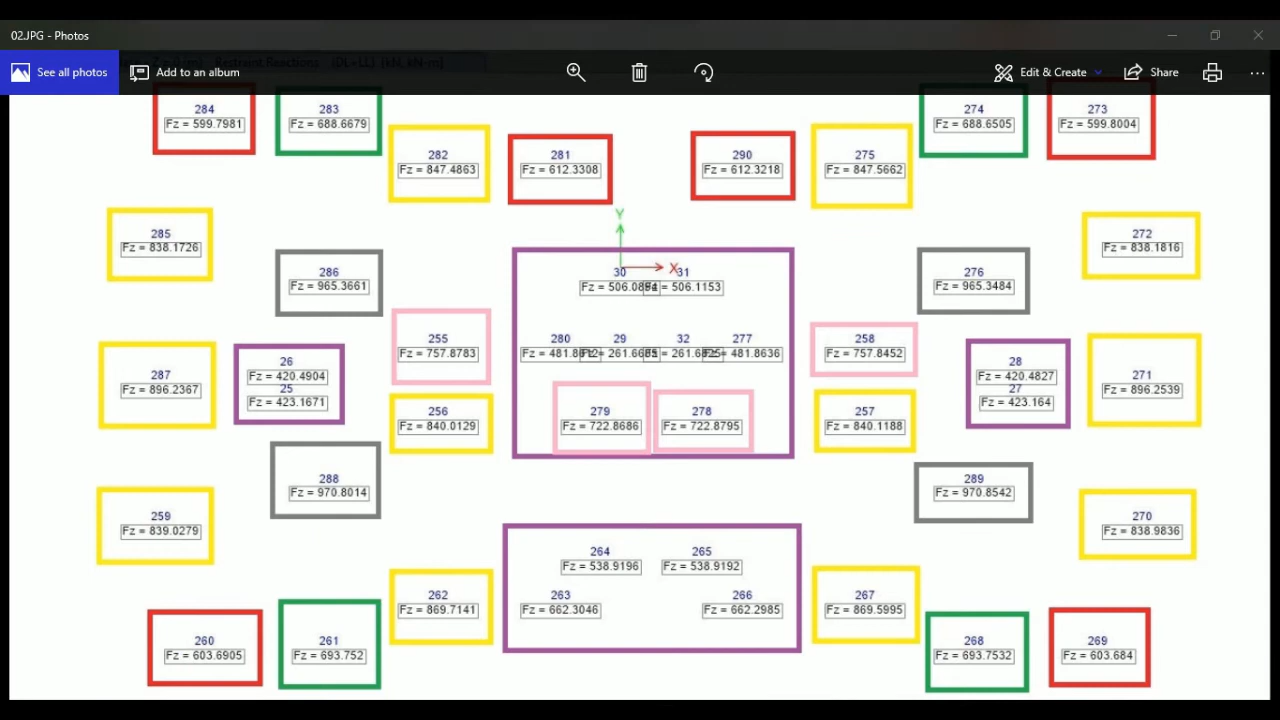 02.JPG - Photos
See all photos
Add to an album
Edit & Create
Share
Restraint Reactions (DL+LL) [kN, kN-m]
284
Fz = 599.7981
283
Fz = 688.6679
274
Fz = 688.6505
273
Fz = 599.8004
282
Fz = 847.4863
281
Fz = 612.3308
290
Fz = 612.3218
275
Fz = 847.5662
Y
285
Fz = 838.1726
272
Fz = 838.1816
X
286
Fz = 965.3661
30
31
Fz = 506.1153
276
Fz = 965.3484
255
Fz = 757.8783
280
29
32
277
Fz = 481.8636
258
Fz = 757.8452
287
Fz = 896.2367
26
Fz = 420.4904
25
Fz = 423.1671
28
Fz = 420.4827
27
Fz = 423.164
271
Fz = 896.2539
256
Fz = 840.0129
279
Fz = 722.8686
278
Fz = 722.8795
257
Fz = 840.1188
288
Fz = 970.8014
289
Fz = 970.8542
259
Fz = 839.0279
270
Fz = 838.9836
264
Fz = 538.9196
265
Fz = 538.9192
262
Fz = 869.7141
263
Fz = 662.3046
266
Fz = 662.2985
267
Fz = 869.5995
260
Fz = 603.6905
261
Fz = 693.752
268
Fz = 693.7532
269
Fz = 603.684